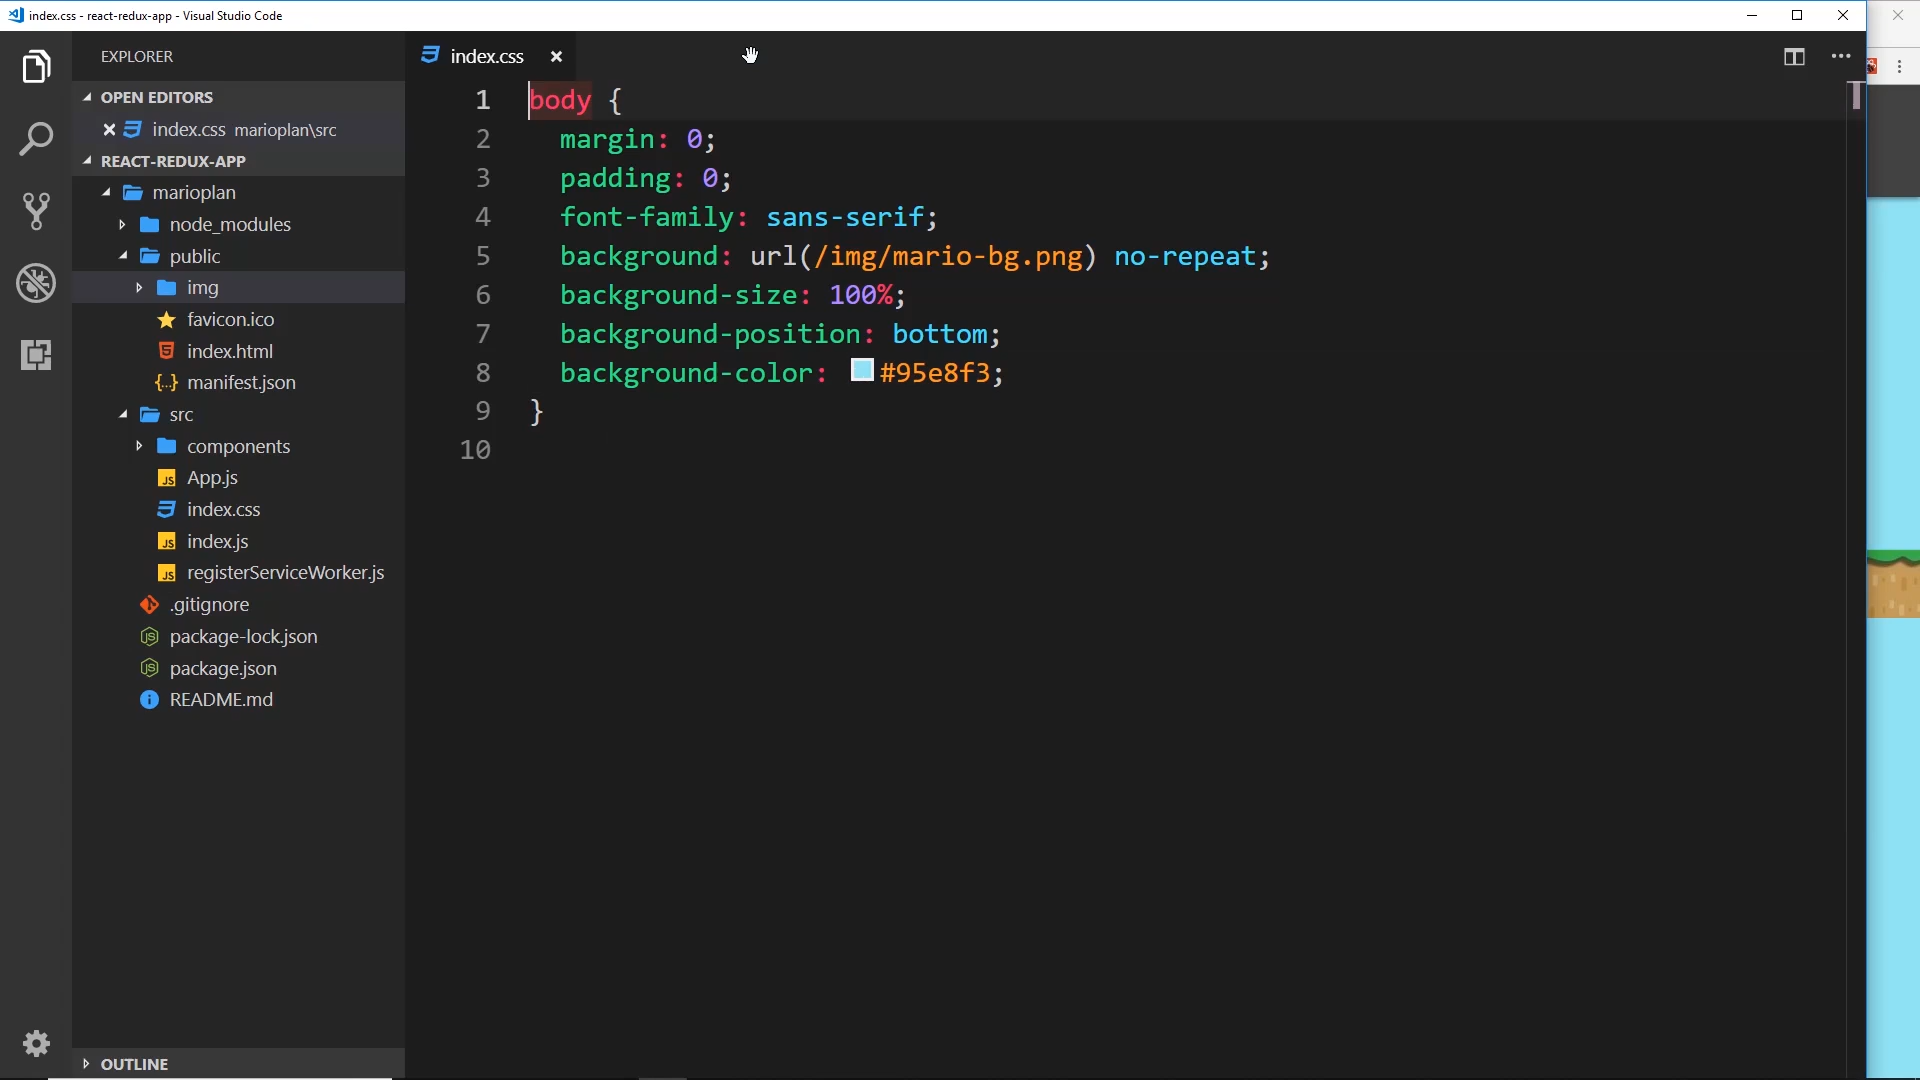 index.css - react-redux-app - Visual Studio Code
EXPLORER
OPEN EDITORS
index.css marioplan\src
REACT-REDUX-APP
marioplan
node_modules
public
img
favicon.ico
index.html
manifest.json
src
components
App.js
index.css
index.js
registerServiceWorker.js
.gitignore
package-lock.json
package.json
README.md
OUTLINE
index.css
1 body {
2 margin: 0;
3 padding: 0;
4 font-family: sans-serif;
5 background: url(/img/mario-bg.png) no-repeat;
6 background-size: 100%;
7 background-position: bottom;
8 background-color: #95e8f3;
9 }
10